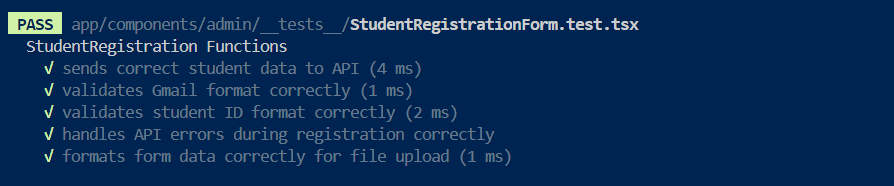 PASS app/components/admin/__tests__/StudentRegistrationForm.test.tsx
StudentRegistration Functions
√ sends correct student data to API (4 ms)
√ validates Gmail format correctly (1 ms)
√ validates student ID format correctly (2 ms)
√ handles API errors during registration correctly
√ formats form data correctly for file upload (1 ms)